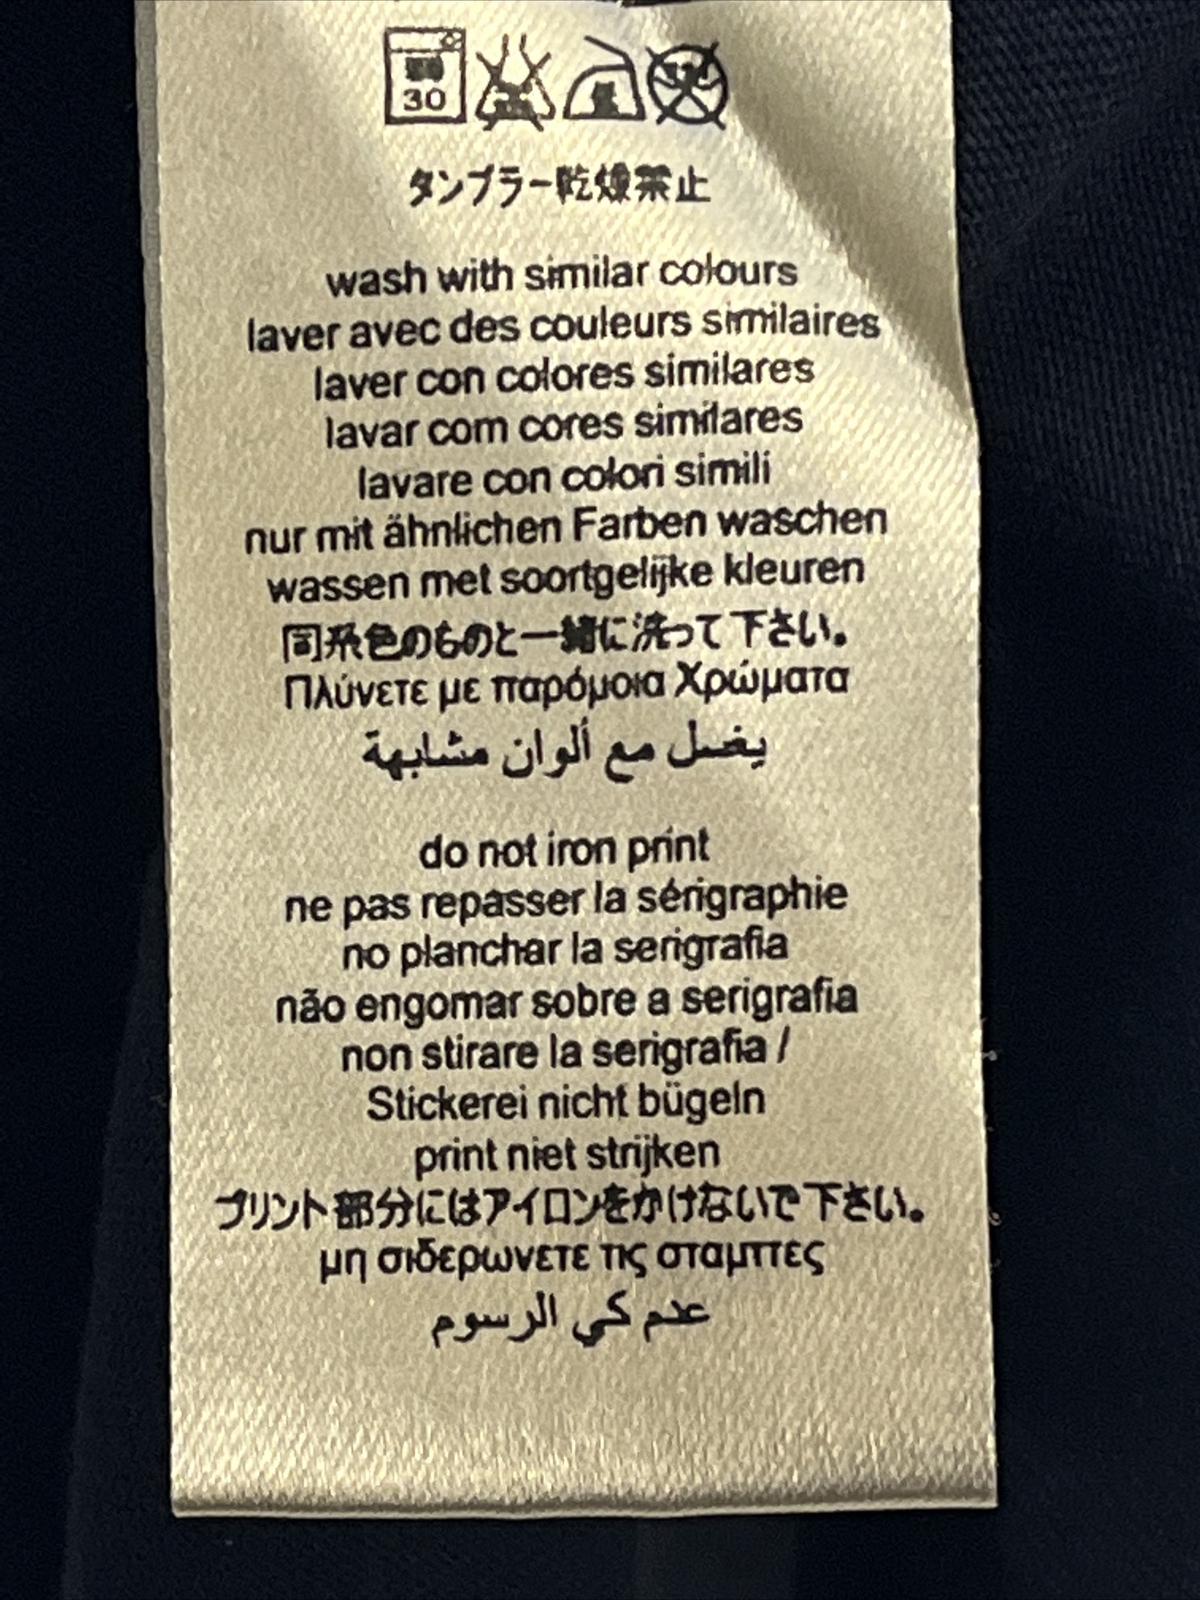 30
タンブラー乾燥禁止
wash with similar colours
laver avec des couleurs similaires
laver con colores similares
lavar com cores similares
lavare con colori simili
nur mit ähnlichen Farben waschen
wassen met soortgelijke kleuren
同系色のものと一緒に洗って下さい。
Πλύνετε με παρόμοια Χρώματα
يغسل مع ألوان مشابهة
do not iron print
ne pas repasser la sérigraphie
no planchar la serigrafia
não engomar sobre a serigrafia
non stirare la serigrafia /
Stickerei nicht bügeln
print niet strijken
プリント部分にはアイロンをかけないで下さい。
μη σιδερωνετε τις σταμπτες
عدم كي الرسوم